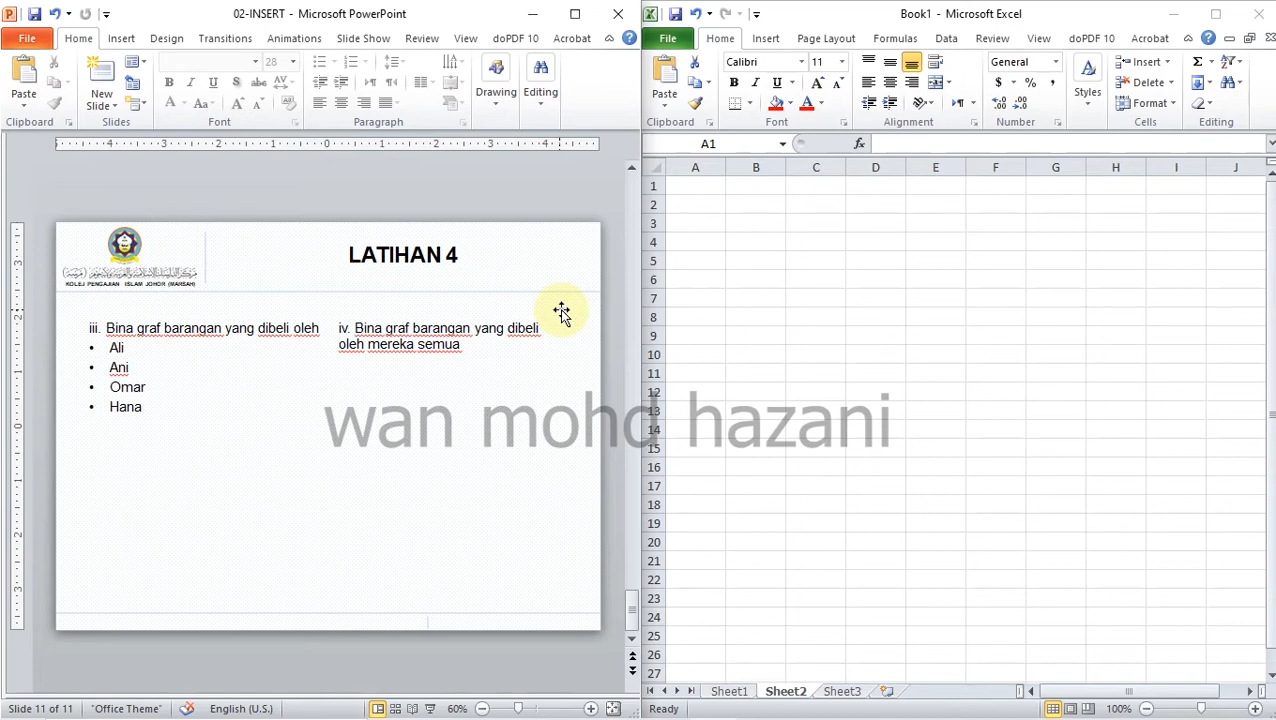 02-INSERT - Microsoft PowerPoint
File Home Insert Design Transitions Animations Slide Show Review View doPDF 10 Acrobat
Paste
New Slide
28
Drawing
Editing
Clipboard Slides Font Paragraph
LATIHAN 4
KOLEJ PENGAJIAN ISLAM JOHOR (MARSAH)
iii. Bina graf barangan yang dibeli oleh
• Ali
• Ani
• Omar
• Hana
iv. Bina graf barangan yang dibeli
oleh mereka semua
wan mohd hazani
Slide 11 of 11 "Office Theme" English (U.S.) 60%
Book1 - Microsoft Excel
File Home Insert Page Layout Formulas Data Review View doPDF 10 Acrobat
Paste
Calibri 11
General
Styles
Insert
Delete
Format
Clipboard Font Alignment Number Cells Editing
A1 fx
A B C D E F G H I J
1
2
3
4
5
6
7
8
9
10
11
12
13
14
15
16
17
18
19
20
21
22
23
24
25
26
27
Sheet1 Sheet2 Sheet3
Ready 100%